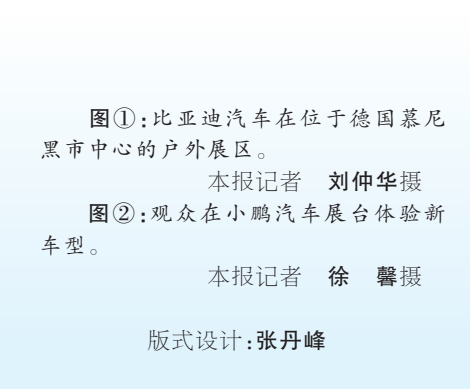 图①:比亚迪汽车在位于德国慕尼
黑市中心的户外展区。
本报记者 刘仲华摄
图②:观众在小鹏汽车展台体验新
车型。
本报记者 徐 馨摄
版式设计:张丹峰